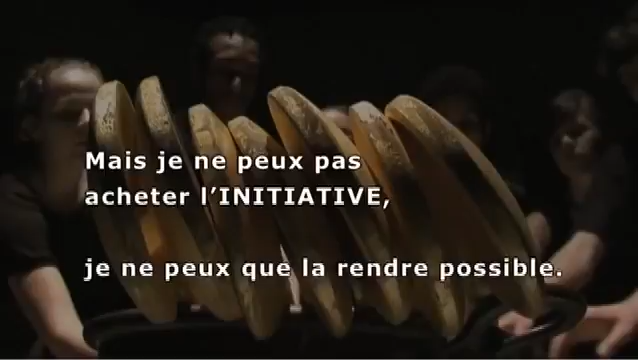 Mais je ne peux pas
acheter l’INITIATIVE,
je ne peux que la rendre possible.